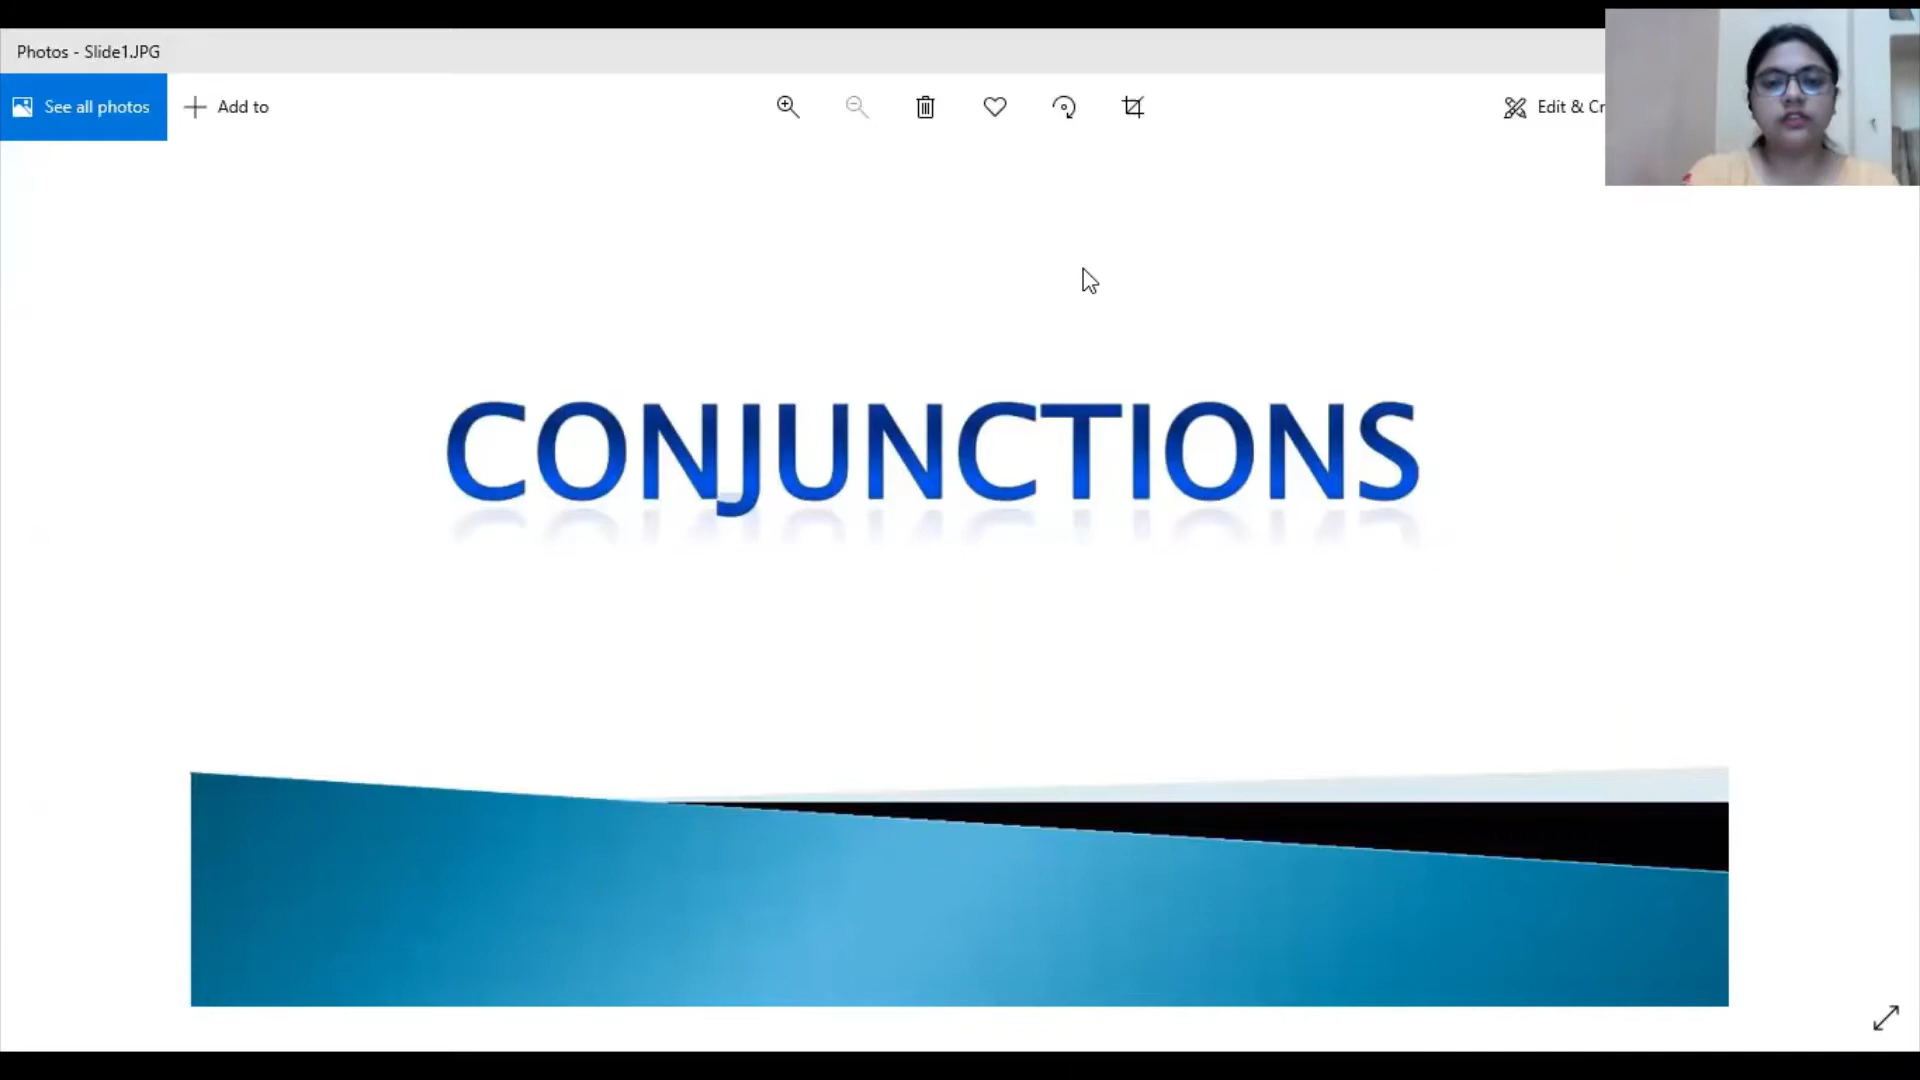 Photos - Slide1.JPG
See all photos
Add to
Edit & Cr
CONJUNCTIONS